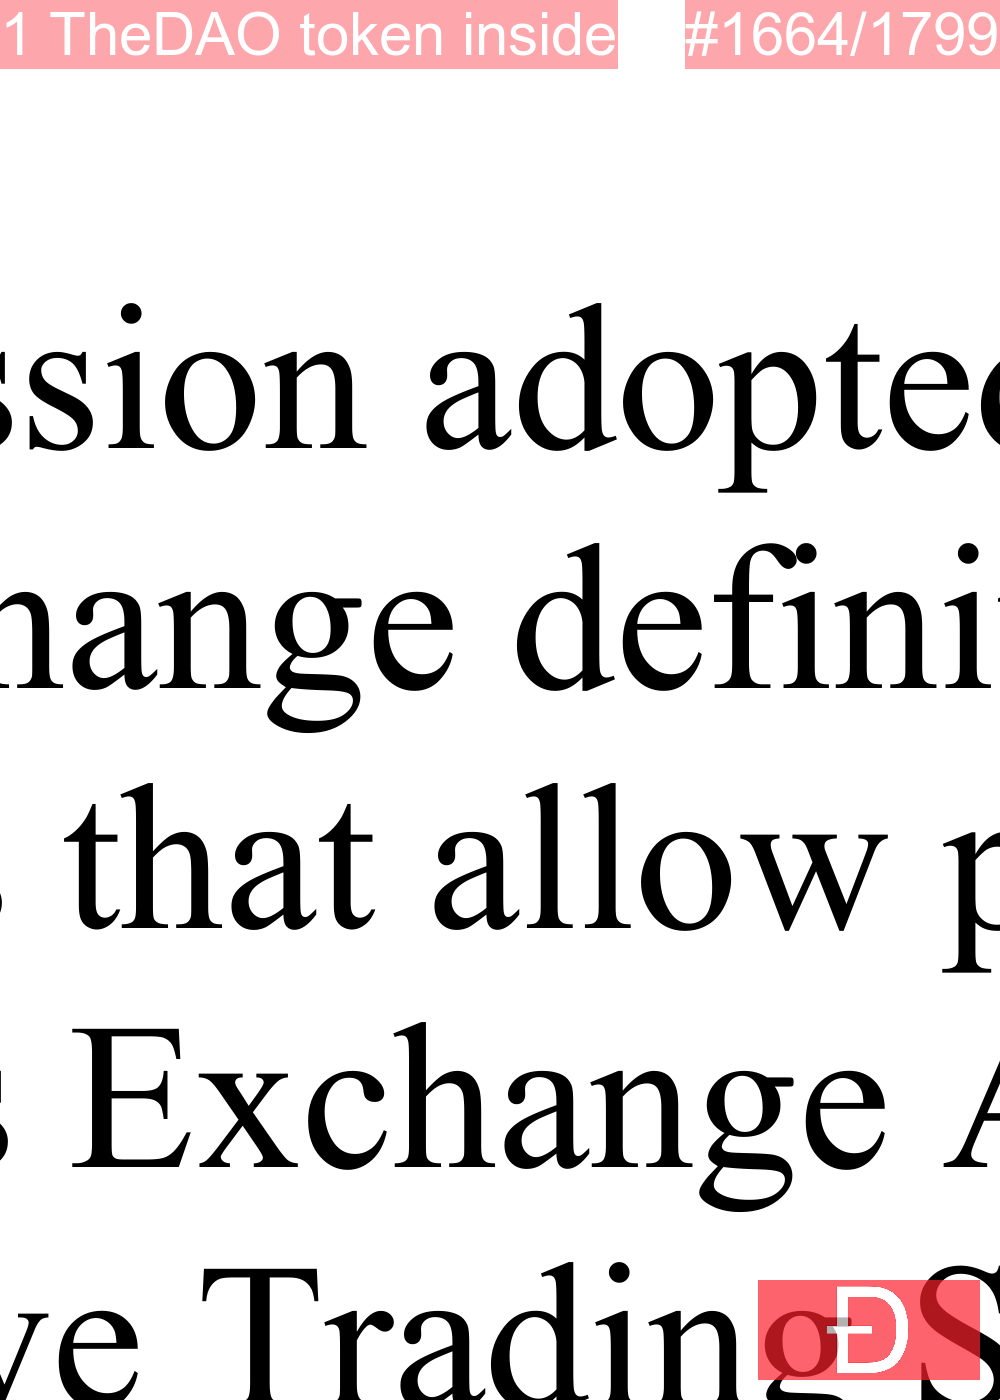 1 TheDAO token inside #1664/1799
ssion adopted
hange defini
that allow p
s Exchange A
ve Trading S